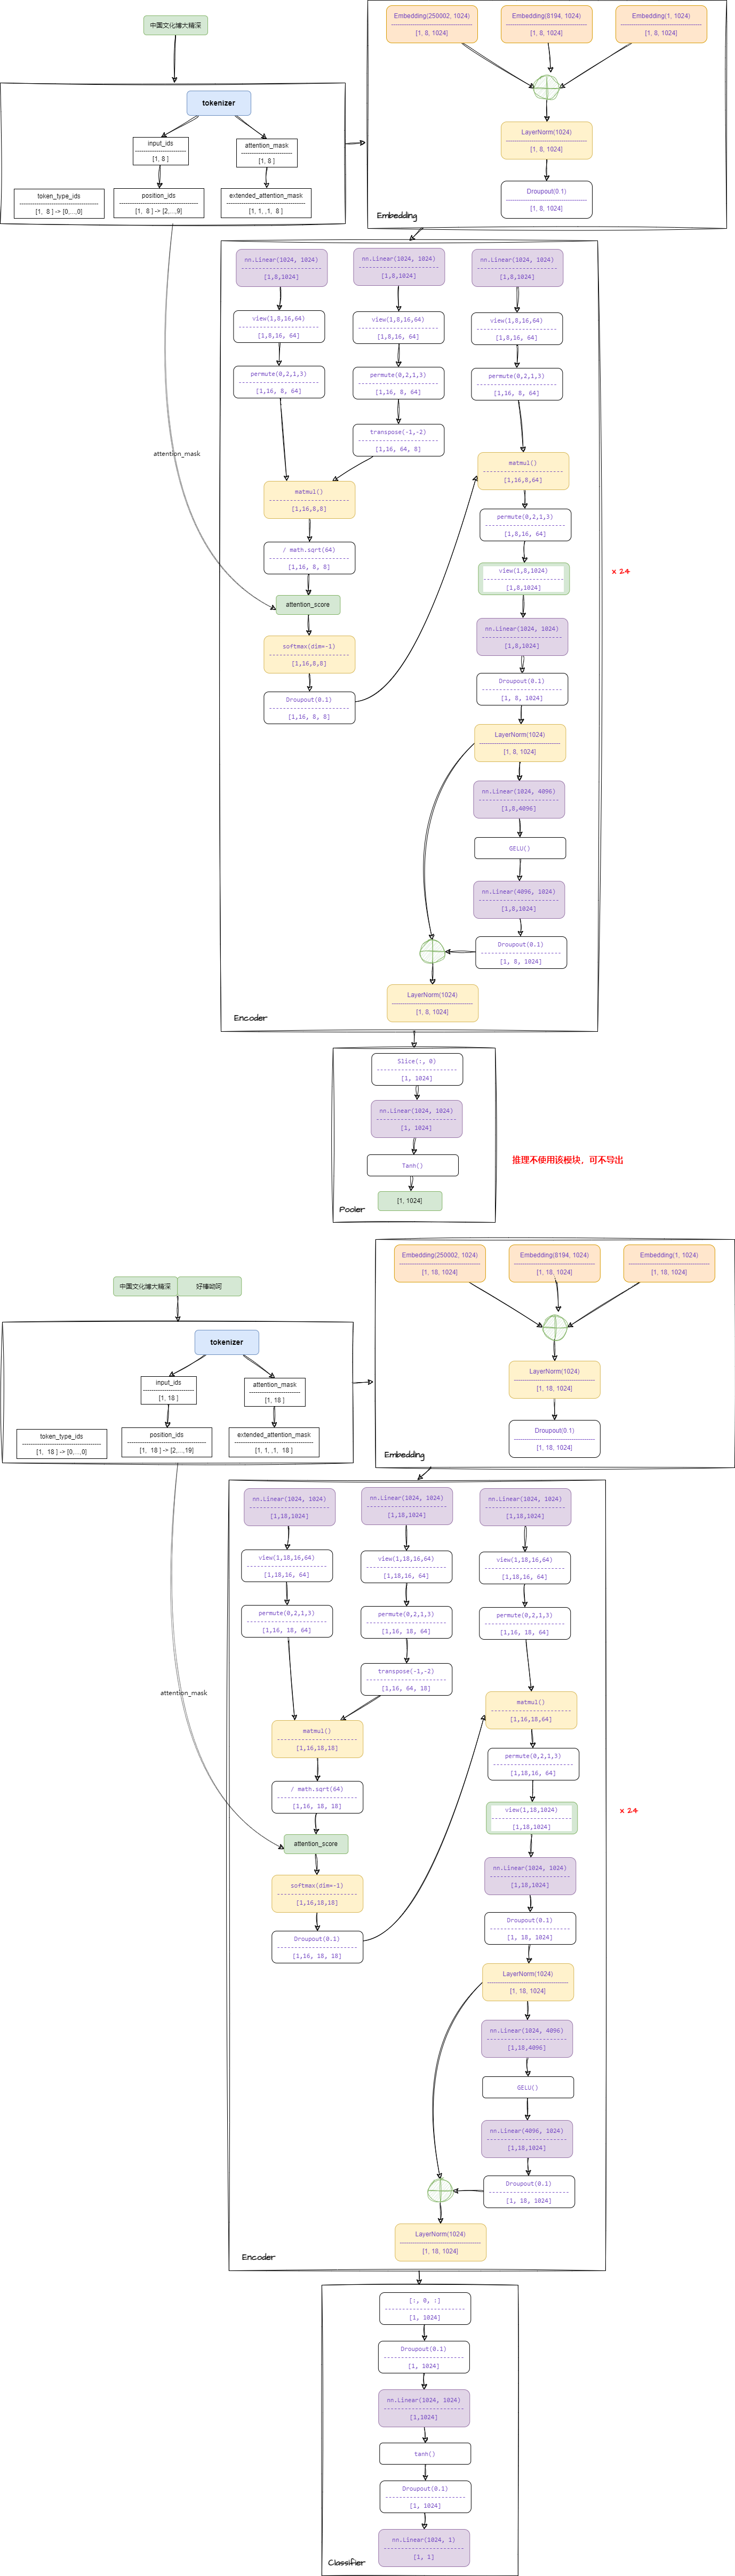 中国文化博大精深
tokenizer
input_ids
[1, 8 ]
attention_mask
[1, 8 ]
token_type_ids
[1, 8 ] -> [0,...,0]
position_ids
[1, 8 ] -> [2,...,9]
extended_attention_mask
[1, 1, ,1, 8 ]
Embedding(250002, 1024)
[1, 8, 1024]
Embedding(8194, 1024)
[1, 8, 1024]
Embedding(1, 1024)
[1, 8, 1024]
LayerNorm(1024)
[1, 8, 1024]
Droupout(0.1)
[1, 8, 1024]
Embedding
attention_mask
nn.Linear(1024, 1024)
[1,8,1024]
view(1,8,16,64)
[1,8,16, 64]
permute(0,2,1,3)
[1,16, 8, 64]
nn.Linear(1024, 1024)
[1,8,1024]
view(1,8,16,64)
[1,8,16, 64]
permute(0,2,1,3)
[1,16, 8, 64]
transpose(-1,-2)
[1,16, 64, 8]
nn.Linear(1024, 1024)
[1,8,1024]
view(1,8,16,64)
[1,8,16, 64]
permute(0,2,1,3)
[1,16, 8, 64]
matmul()
[1,16,8,8]
/ math.sqrt(64)
[1,16, 8, 8]
attention_score
softmax(dim=-1)
[1,16,8,8]
Droupout(0.1)
[1,16, 8, 8]
matmul()
[1,16,8,64]
permute(0,2,1,3)
[1,8,16, 64]
view(1,8,1024)
[1,8,1024]
x 24
nn.Linear(1024, 1024)
[1,8,1024]
Droupout(0.1)
[1, 8, 1024]
LayerNorm(1024)
[1, 8, 1024]
nn.Linear(1024, 4096)
[1,8,4096]
GELU()
nn.Linear(4096, 1024)
[1,8,1024]
Droupout(0.1)
[1, 8, 1024]
LayerNorm(1024)
[1, 8, 1024]
Encoder
Slice(:, 0)
[1, 1024]
nn.Linear(1024, 1024)
[1, 1024]
Tanh()
[1, 1024]
Pooler
推理不使用该模块，可不导出
中国文化博大精深
好棒呦呵
tokenizer
input_ids
[1, 18 ]
attention_mask
[1, 18 ]
token_type_ids
[1, 18 ] -> [0,...,0]
position_ids
[1, 18 ] -> [2,...,19]
extended_attention_mask
[1, 1, ,1, 18 ]
Embedding(250002, 1024)
[1, 18, 1024]
Embedding(8194, 1024)
[1, 18, 1024]
Embedding(1, 1024)
[1, 18, 1024]
LayerNorm(1024)
[1, 18, 1024]
Droupout(0.1)
[1, 18, 1024]
Embedding
attention_mask
nn.Linear(1024, 1024)
[1,18,1024]
view(1,18,16,64)
[1,18,16, 64]
permute(0,2,1,3)
[1,16, 18, 64]
nn.Linear(1024, 1024)
[1,18,1024]
view(1,18,16,64)
[1,18,16, 64]
permute(0,2,1,3)
[1,16, 18, 64]
transpose(-1,-2)
[1,16, 64, 18]
nn.Linear(1024, 1024)
[1,18,1024]
view(1,18,16,64)
[1,18,16, 64]
permute(0,2,1,3)
[1,16, 18, 64]
matmul()
[1,16,18,18]
/ math.sqrt(64)
[1,16, 18, 18]
attention_score
softmax(dim=-1)
[1,16,18,18]
Droupout(0.1)
[1,16, 18, 18]
matmul()
[1,16,18,64]
permute(0,2,1,3)
[1,18,16, 64]
view(1,18,1024)
[1,18,1024]
x 24
nn.Linear(1024, 1024)
[1,18,1024]
Droupout(0.1)
[1, 18, 1024]
LayerNorm(1024)
[1, 18, 1024]
nn.Linear(1024, 4096)
[1,18,4096]
GELU()
nn.Linear(4096, 1024)
[1,18,1024]
Droupout(0.1)
[1, 18, 1024]
LayerNorm(1024)
[1, 18, 1024]
Encoder
[:, 0, :]
[1, 1024]
Droupout(0.1)
[1, 1024]
nn.Linear(1024, 1024)
[1,1024]
tanh()
Droupout(0.1)
[1, 1024]
nn.Linear(1024, 1)
[1, 1]
Classifier